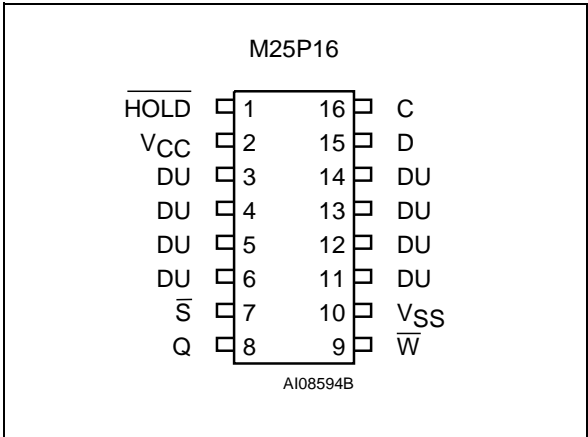 M25P16
HOLD 1 16 C
VCC 2 15 D
DU 3 14 DU
DU 4 13 DU
DU 5 12 DU
DU 6 11 DU
S 7 10 VSS
Q 8 9 W
AI08594B